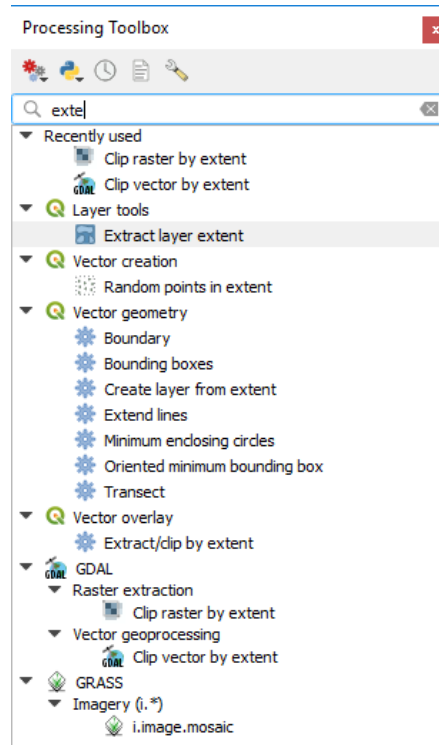 Processing Toolbox
exte
Recently used
Clip raster by extent
GDAL Clip vector by extent
Layer tools
Extract layer extent
Vector creation
Random points in extent
Vector geometry
Boundary
Bounding boxes
Create layer from extent
Extend lines
Minimum enclosing circles
Oriented minimum bounding box
Transect
Vector overlay
Extract/clip by extent
GDAL GDAL
Raster extraction
Clip raster by extent
Vector geoprocessing
GDAL Clip vector by extent
GRASS
Imagery (i.*)
i.image.mosaic